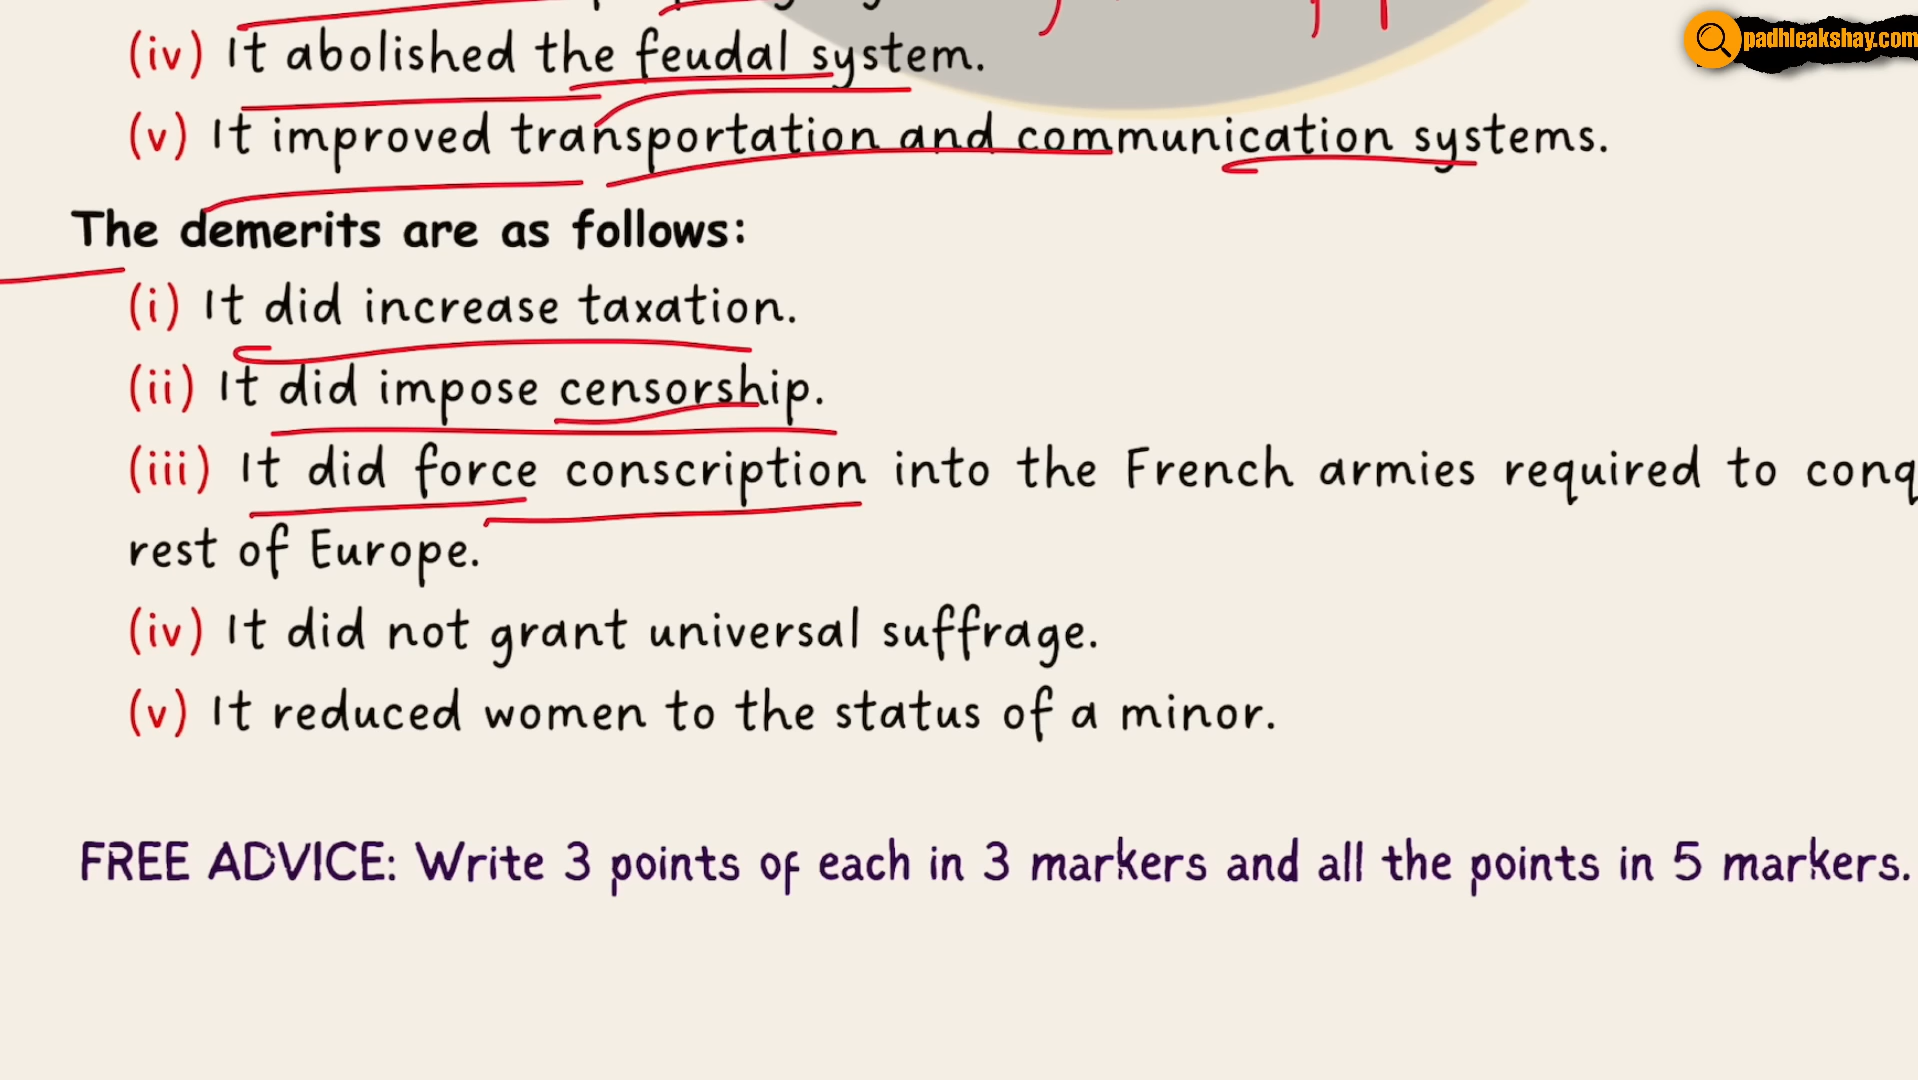 padhleakshay.com
(iv) It abolished the feudal system.
(v) It improved transportation and communication systems.
The demerits are as follows:
(i) It did increase taxation.
(ii) It did impose censorship.
(iii) It did force conscription into the French armies required to
rest of Europe.
(iv) It did not grant universal suffrage.
(v) It reduced women to the status of a minor.
FREE ADVICE: Write 3 points of each in 3 markers and all the points in 5 markers.